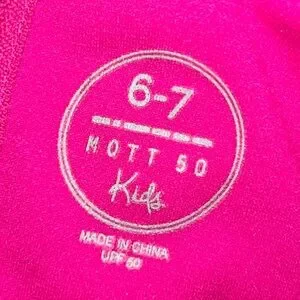 6-7
MOTT 50
Kids
MADE IN CHINA
UPF 50